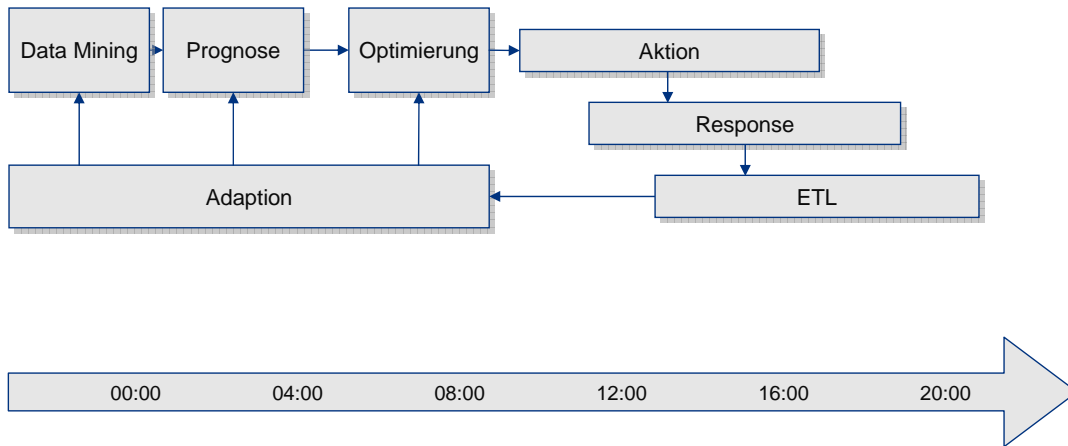 Data Mining
Prognose
Optimierung
Aktion
Response
Adaption
ETL
00:00
04:00
08:00
12:00
16:00
20:00